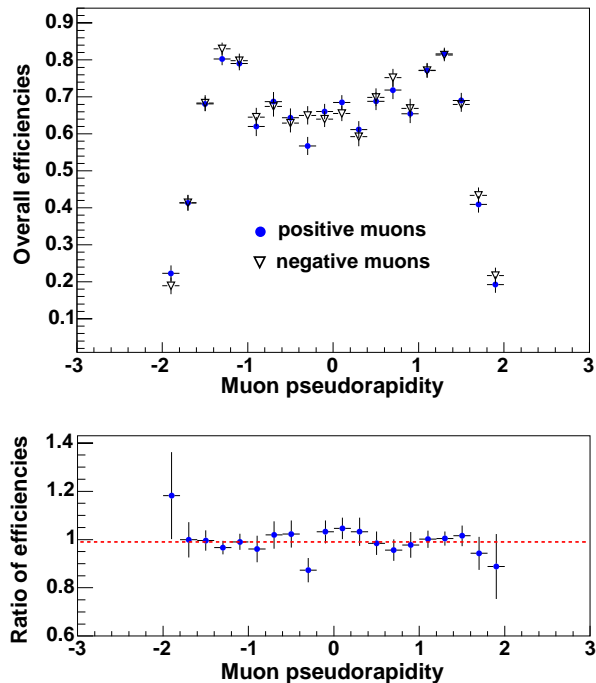 Overall efficiencies
0.9
0.8
0.7
0.6
0.5
0.4
0.3
0.2
0.1
positive muons
negative muons
-3 -2 -1 0 1 2 3
Muon pseudorapidity
Ratio of efficiencies
1.4
1.2
1
0.8
0.6
-3 -2 -1 0 1 2 3
Muon pseudorapidity